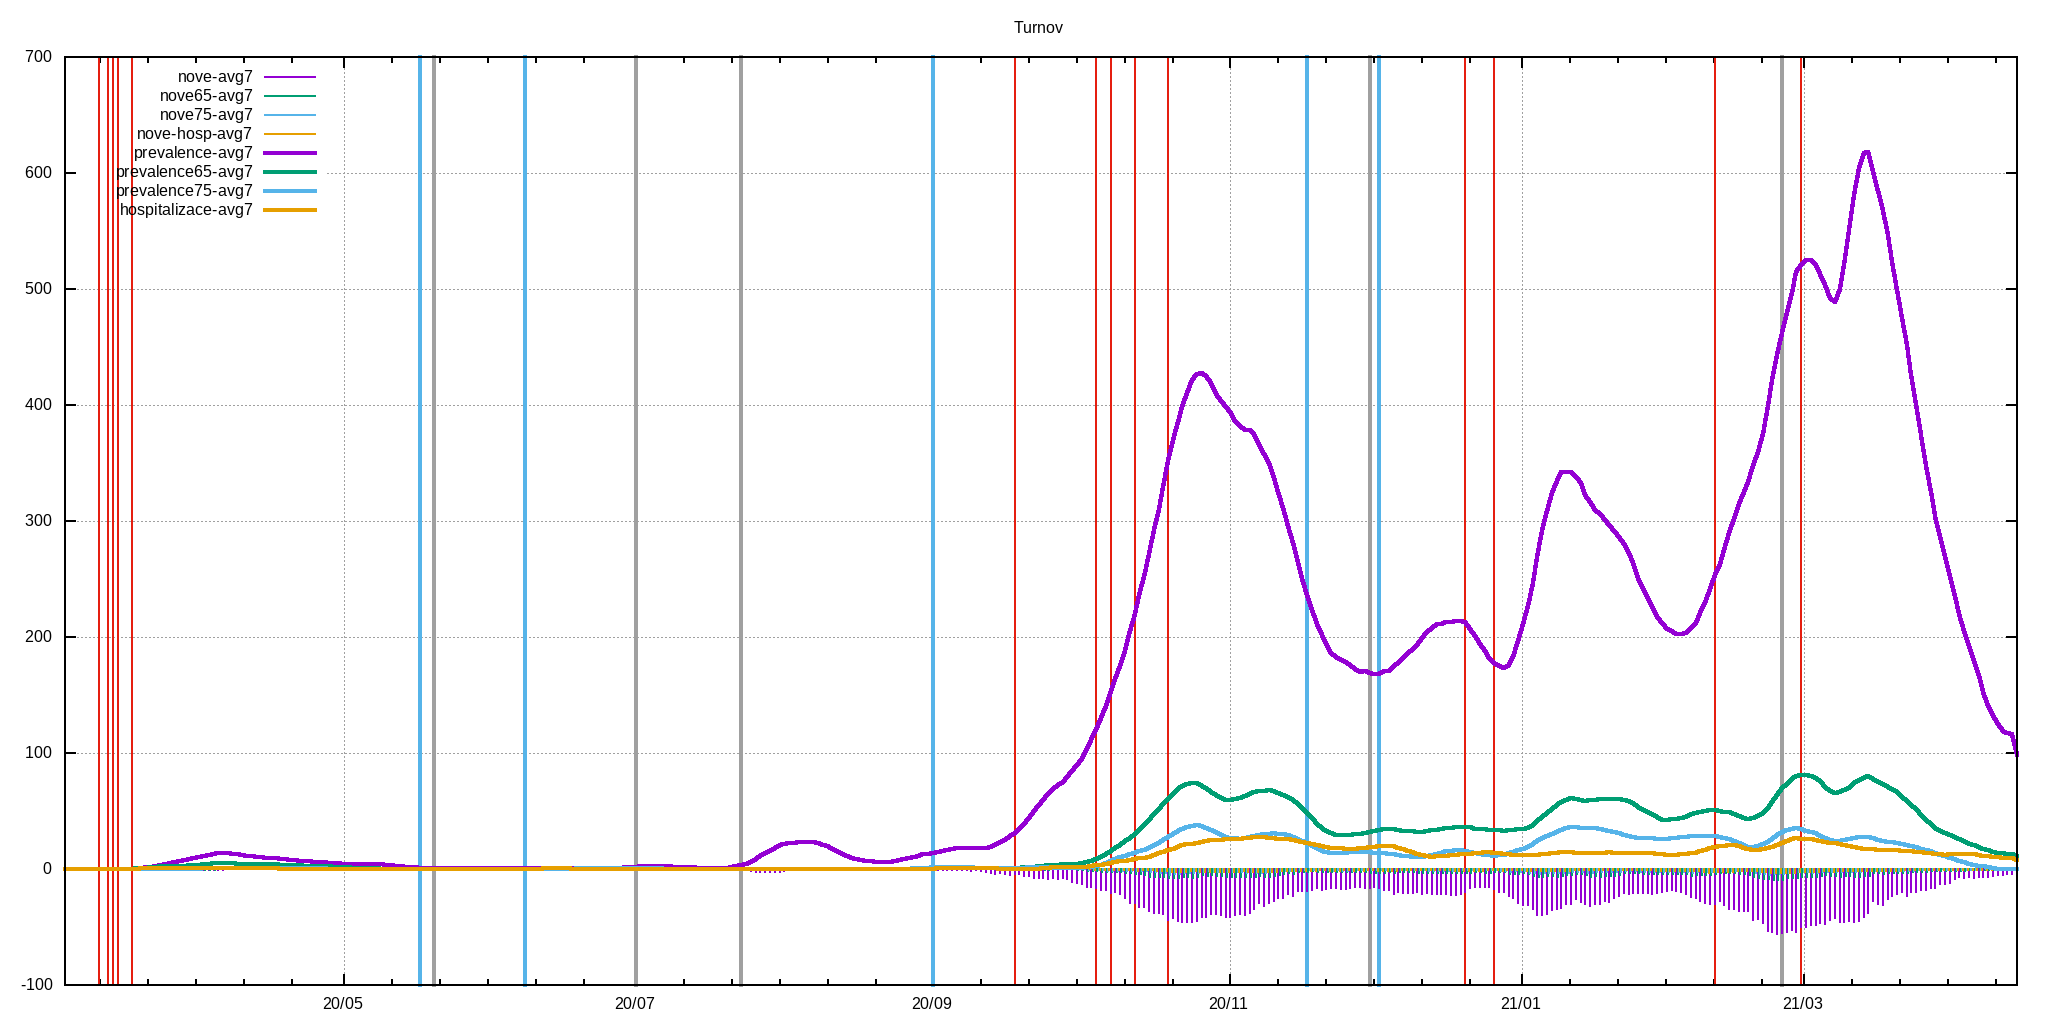 Turnov
700
600
500
400
300
200
100
0
-100
nove-avg7
nove65-avg7
nove75-avg7
nove-hosp-avg7
prevalence-avg7
prevalence65-avg7
prevalence75-avg7
hospitalizace-avg7
20/05 20/07 20/09 20/11 21/01 21/03